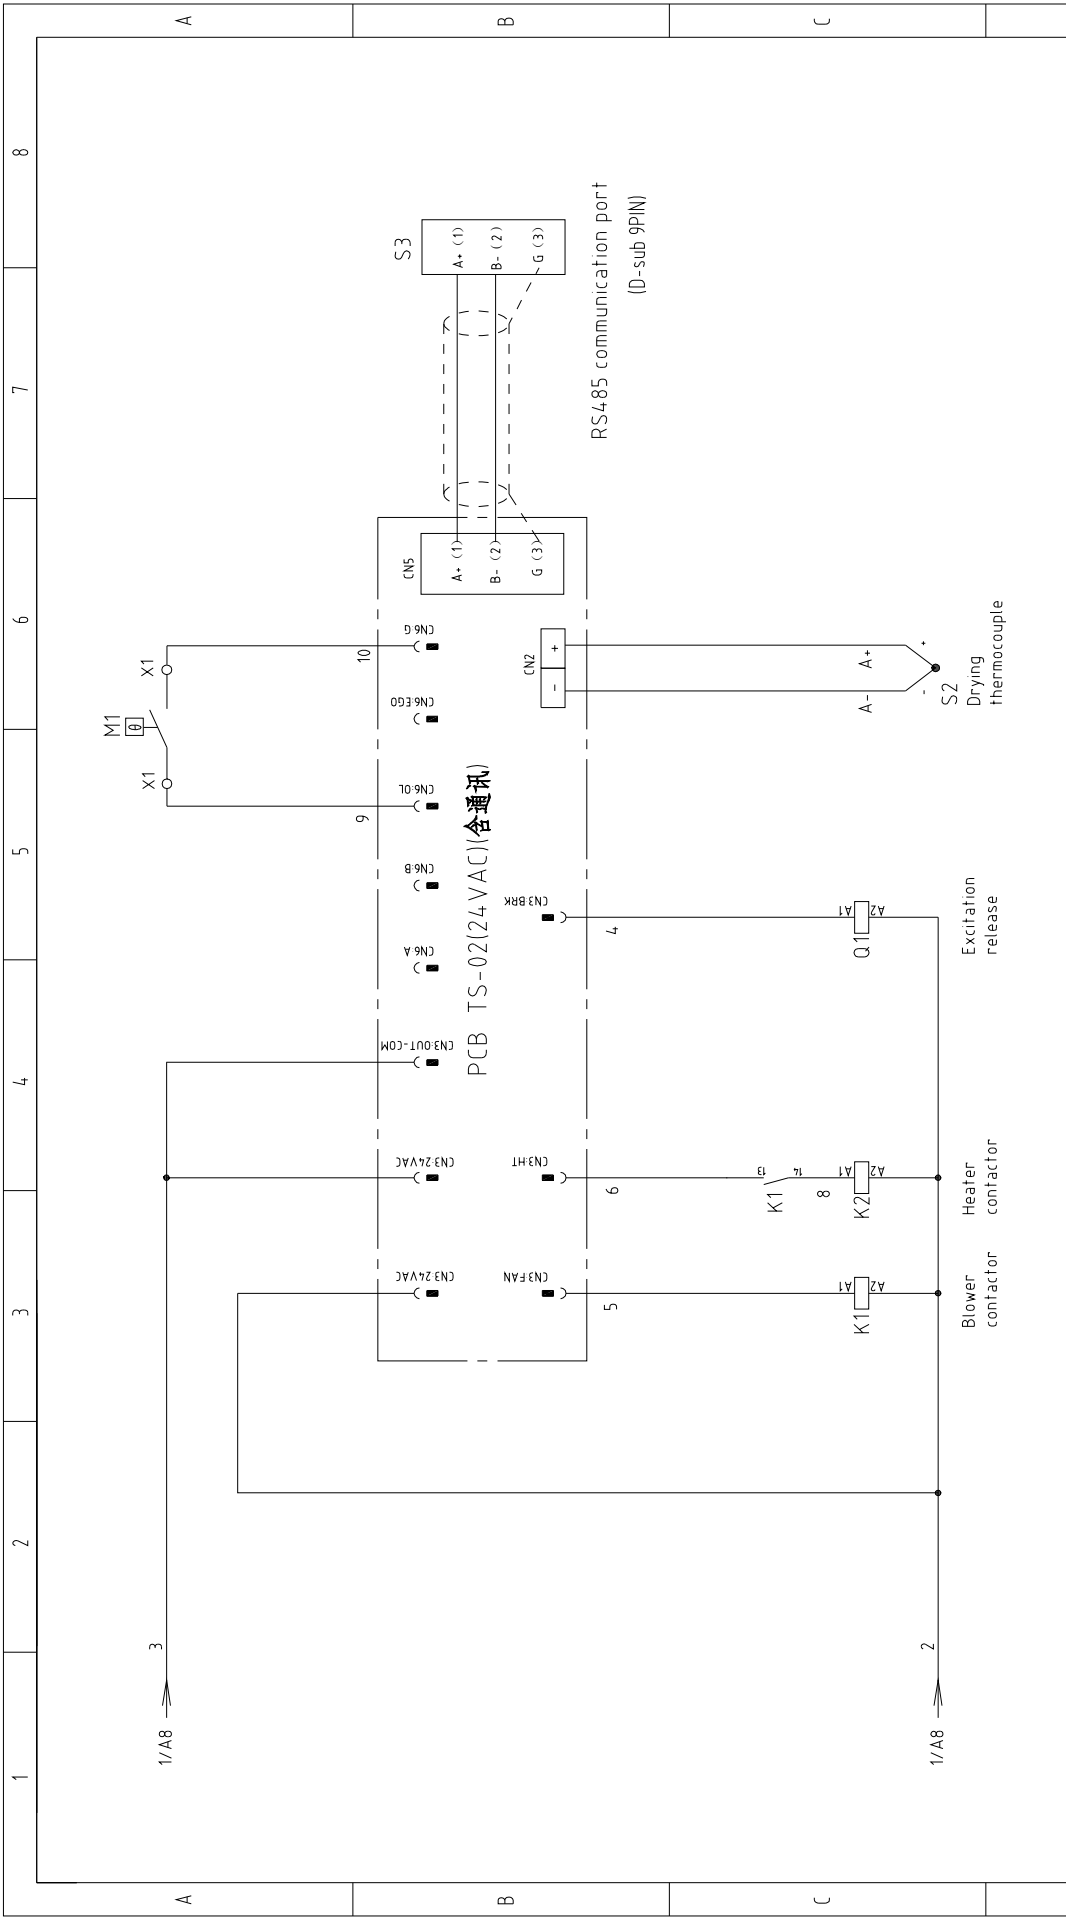 1
2
3
4
5
6
7
8
A
A
B
B
C
C
1/A8
3
1/A8
2
M1
θ
X1
X1
9
10
CN3:24VAC
CN3:24VAC
CN3:OUT-COM
CN6:A
CN6:B
CN6:OL
CN6:EGO
CN6:G
PCB TS-02(24VAC)(含通讯)
CN3:FAN
CN3:HT
CN3:BRK
CN2
- +
CN5
A+ (1)
B- (2)
G (3)
S3
A+ (1)
B- (2)
G (3)
RS485 communication port
(D-sub 9PIN)
5
6
4
K1
13
14
8
K1
A1
A2
K2
A1
A2
Q1
A1
A2
A-
A+
-
+
S2
Drying
thermocouple
Blower
contactor
Heater
contactor
Excitation
release